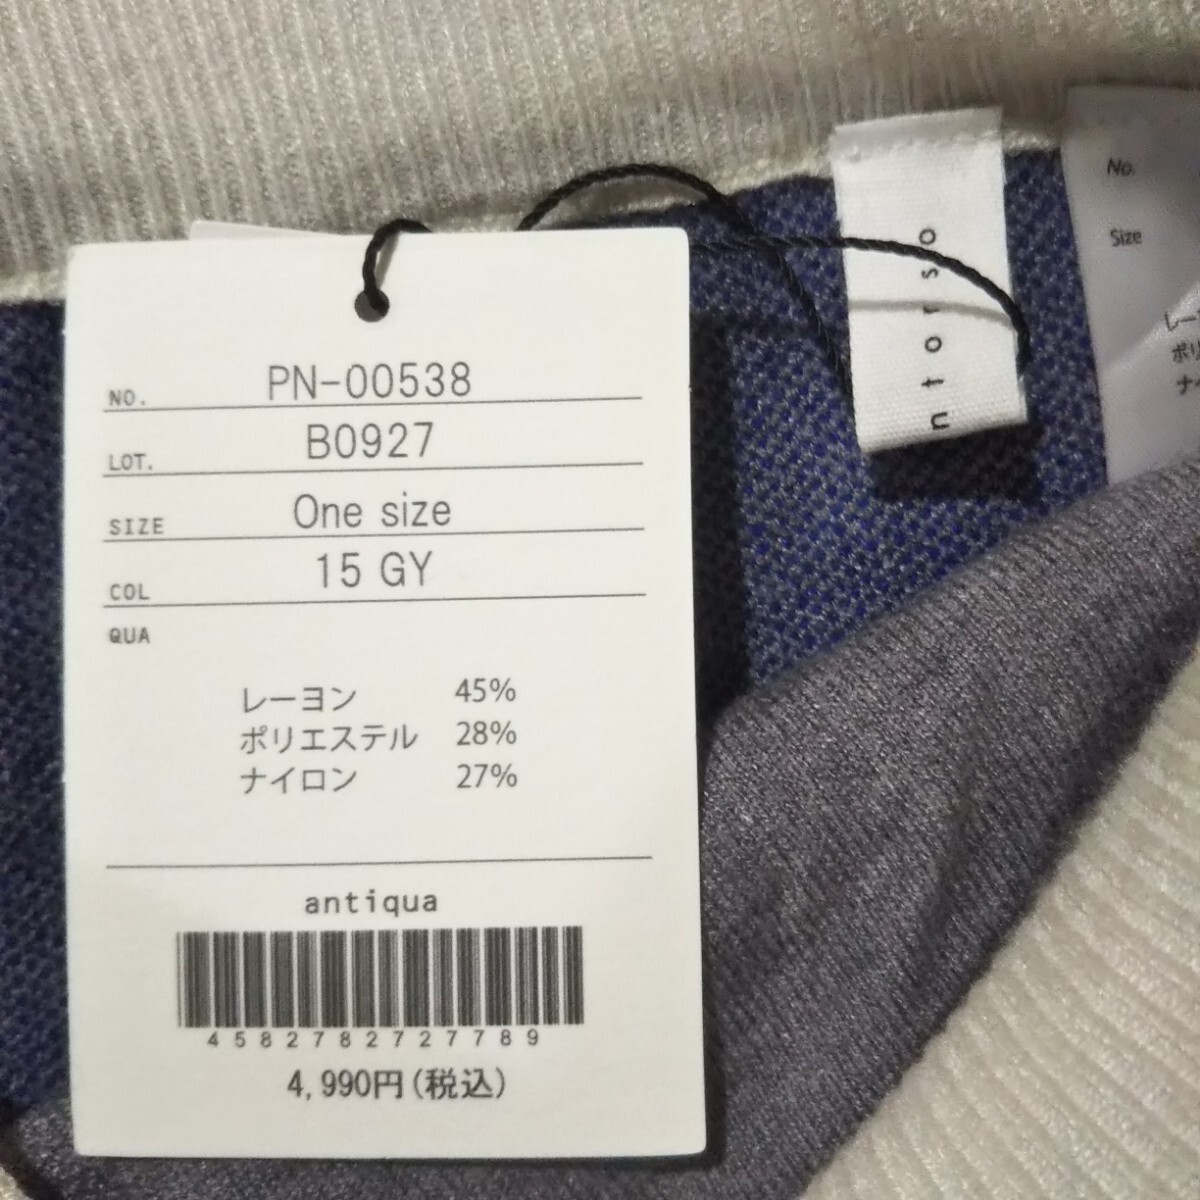 NO. PN-00538
LOT. B0927
SIZE One size
COL 15 GY
QUA
レーヨン 45%
ポリエステル 28%
ナイロン 27%
antiqua
4582782727789
4,990円(税込)
ntorso
No.
Size
レー
ポリ
ナイ